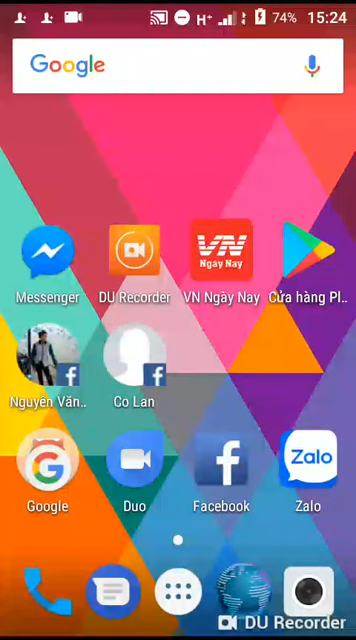 H+ 74% 15:24
Google
VN
Ngày Nay
Messenger DU Recorder VN Ngày Nay Cửa hàng Pl..
Nguyễn Văn.. Co Lan
G
Zalo
Google Duo Facebook Zalo
DU Recorder